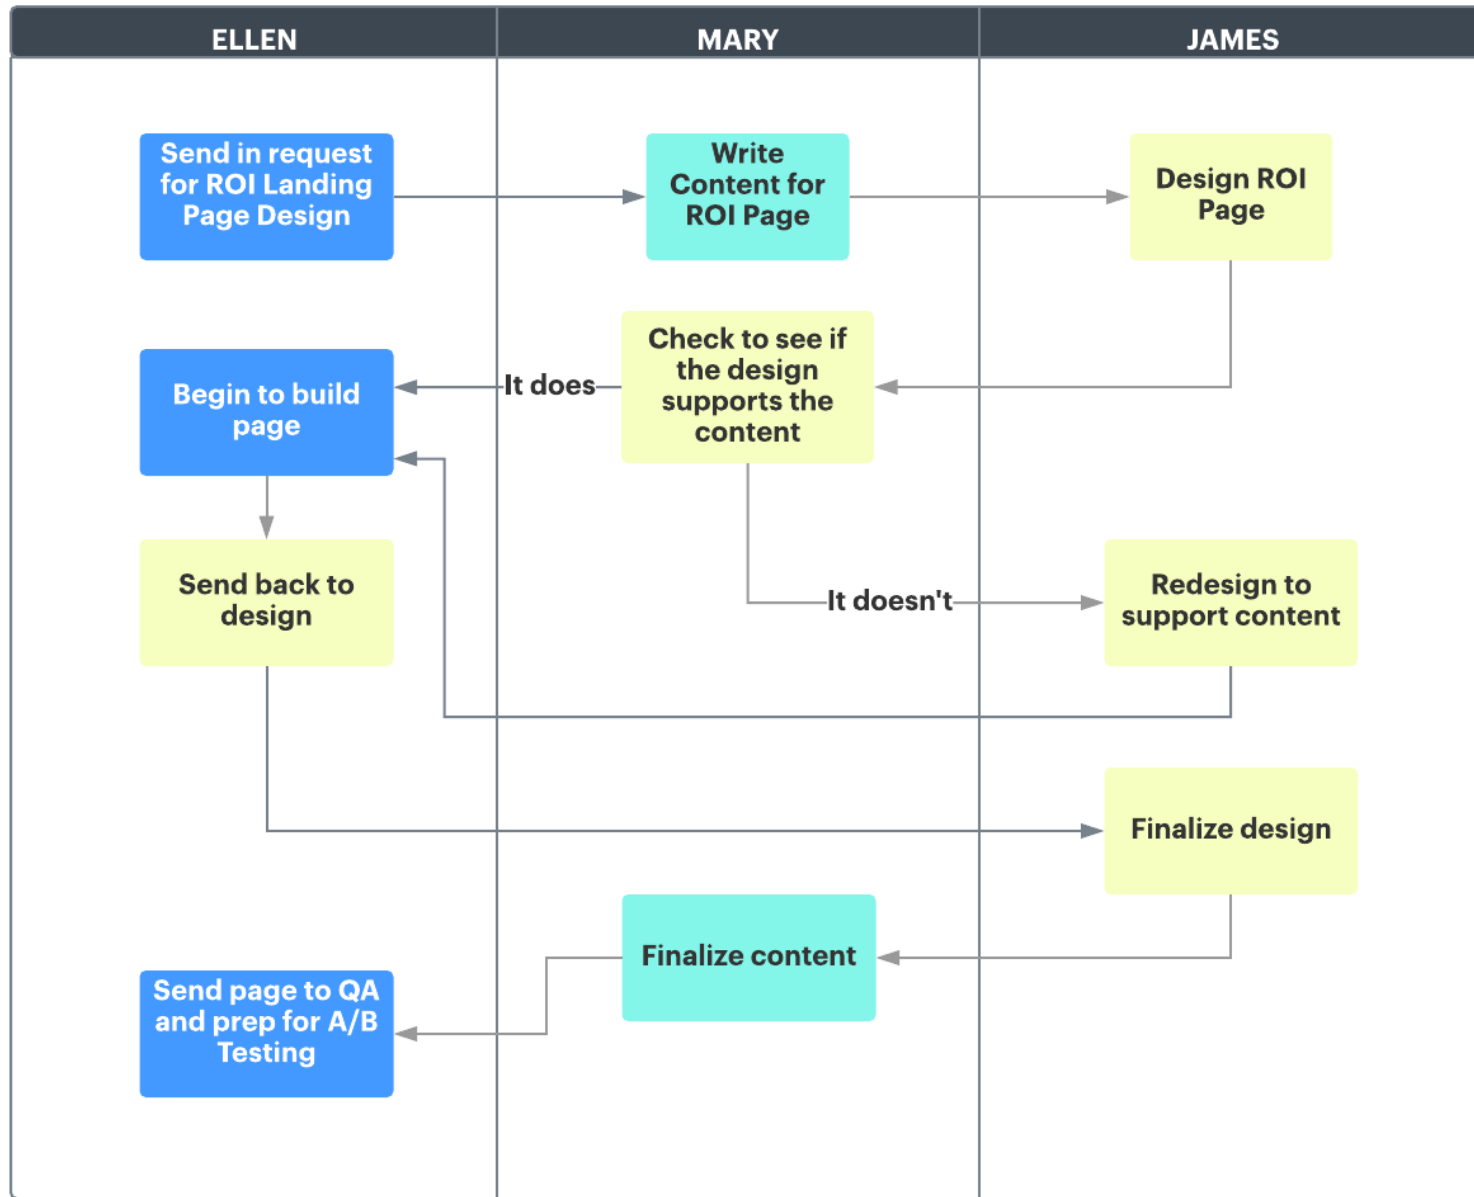 ELLEN
MARY
JAMES
Send in request
for ROI Landing
Page Design
Write
Content for
ROI Page
Design ROI
Page
Check to see if
the design
supports the
content
It does
Begin to build
page
Send back to
design
It doesn't
Redesign to
support content
Finalize design
Finalize content
Send page to QA
and prep for A/B
Testing